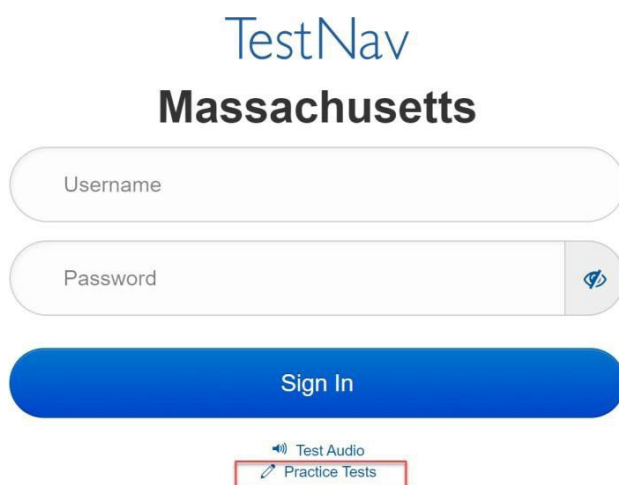 TestNav
Massachusetts
Username
Password
Sign In
Test Audio
Practice Tests